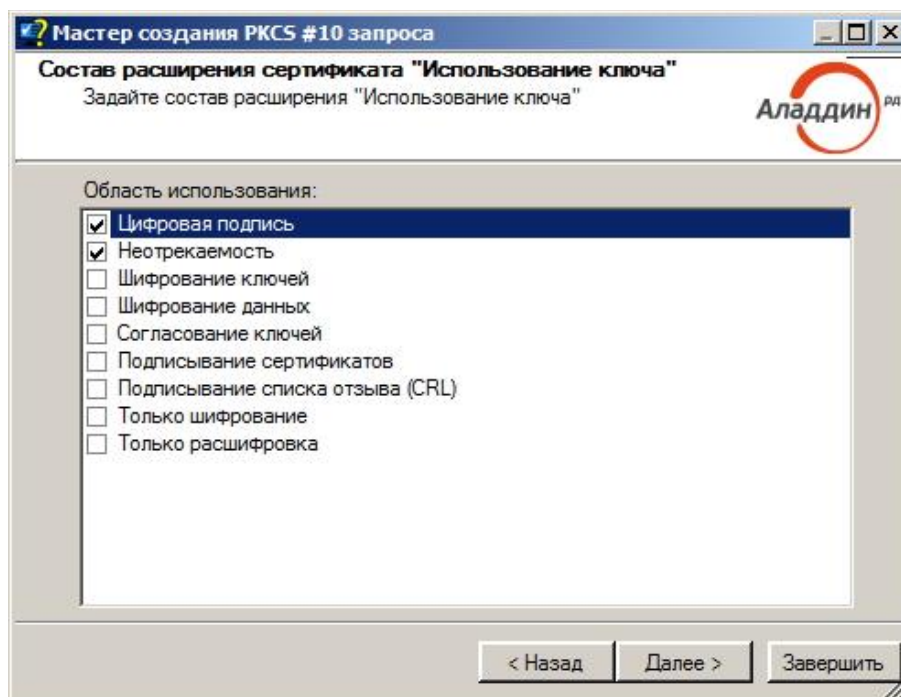 Мастер создания PKCS #10 запроса
Состав расширения сертификата "Использование ключа"
Задайте состав расширения "Использование ключа"
Аладдин РД
Область использования:
Цифровая подпись
Неотрекаемость
Шифрование ключей
Шифрование данных
Согласование ключей
Подписывание сертификатов
Подписывание списка отзыва (CRL)
Только шифрование
Только расшифровка
< Назад
Далее >
Завершить